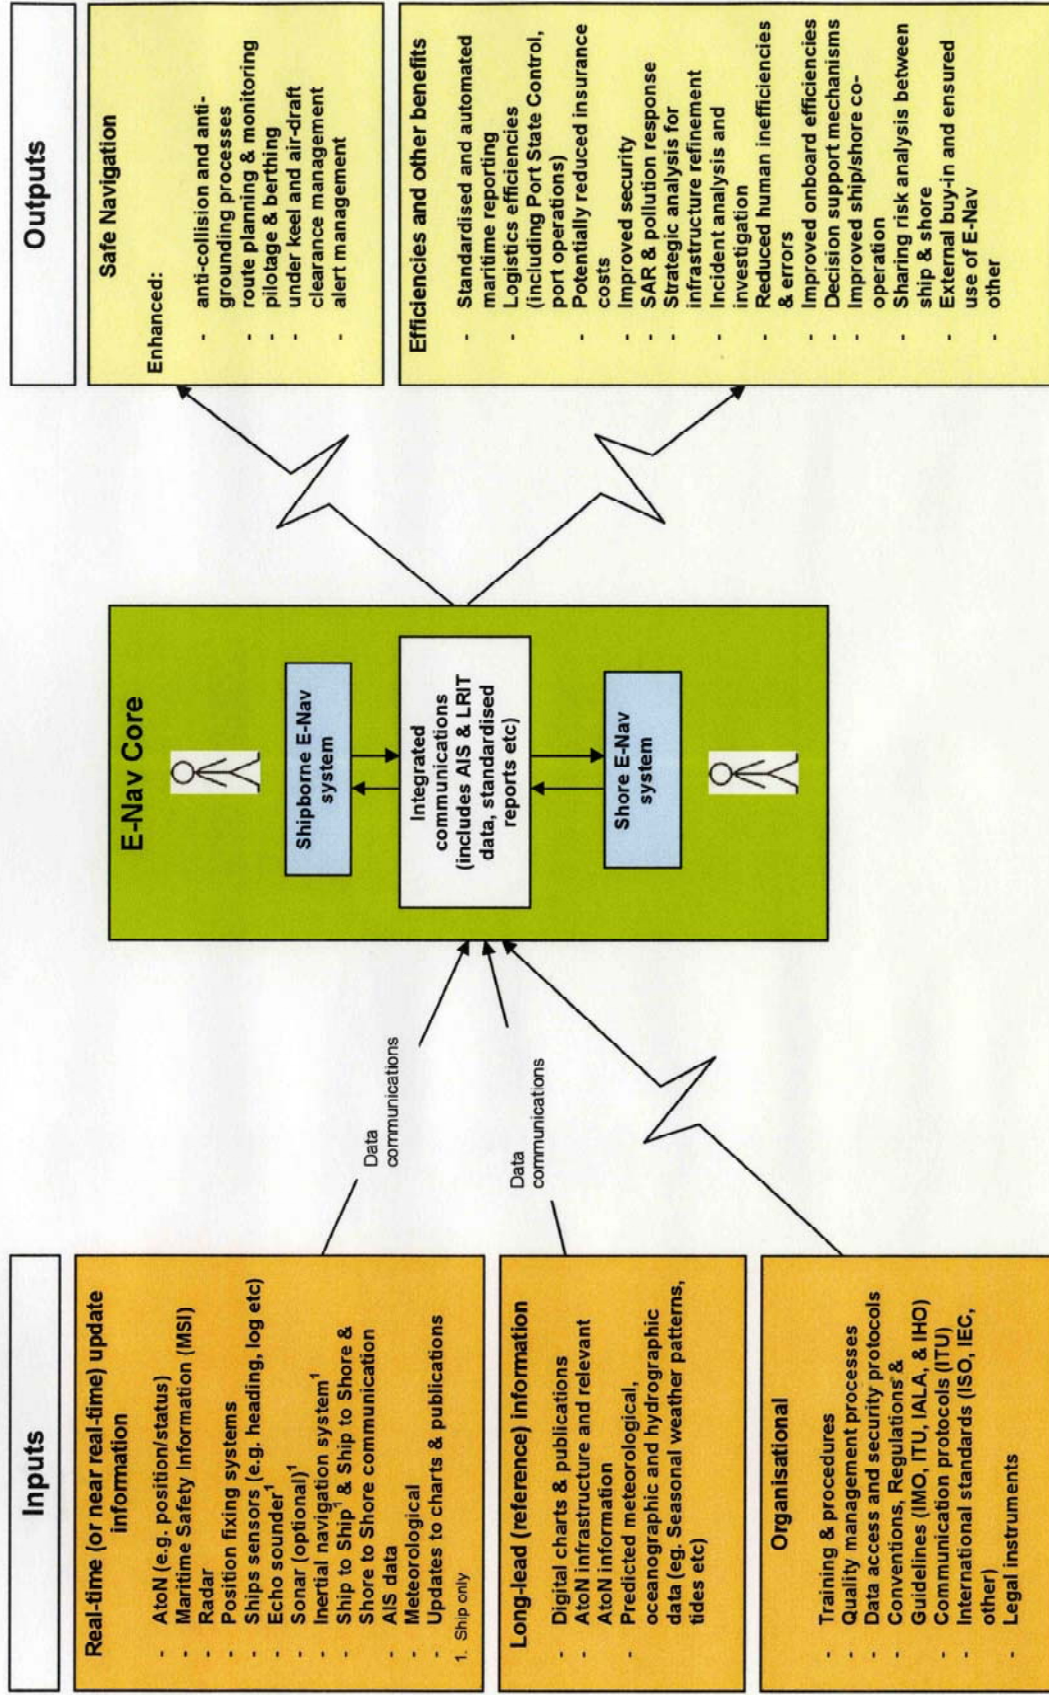 Inputs
Real-time (or near real-time) update
information
- AtoN (e.g. position/status)
- Maritime Safety Information (MSI)
- Radar
- Position fixing systems
- Ships sensors (e.g. heading, log etc)
- Echo sounder¹
- Sonar (optional)¹
- Inertial navigation system¹
- Ship to Ship¹ & Ship to Shore &
Shore to Shore communication
- AIS data
- Meteorological
- Updates to charts & publications
1. Ship only
Long-lead (reference) information
- Digital charts & publications
- AtoN infrastructure and relevant
AtoN information
- Predicted meteorological,
oceanographic and hydrographic
data (eg. Seasonal weather patterns,
tides etc)
Organisational
- Training & procedures
- Quality management processes
- Data access and security protocols
- Conventions, Regulations &
Guidelines (IMO, ITU, IALA, & IHO)
- Communication protocols (ITU)
- International standards (ISO, IEC,
other)
- Legal instruments
Data
communications
Data
communications
E-Nav Core
Shipborne E-Nav
system
Integrated
communications
(includes AIS & LRIT
data, standardised
reports etc)
Shore E-Nav
system
Outputs
Safe Navigation
Enhanced:
- anti-collision and anti-
grounding processes
- route planning & monitoring
- pilotage & berthing
- under keel and air-draft
clearance management
- alert management
Efficiencies and other benefits
- Standardised and automated
maritime reporting
- Logistics efficiencies
(including Port State Control,
port operations)
- Potentially reduced insurance
costs
- Improved security
- SAR & pollution response
- Strategic analysis for
infrastructure refinement
- Incident analysis and
investigation
- Reduced human inefficiencies
& errors
- Improved onboard efficiencies
- Decision support mechanisms
- Improved ship/shore co-
operation
- Sharing risk analysis between
ship & shore
- External buy-in and ensured
use of E-Nav
- other